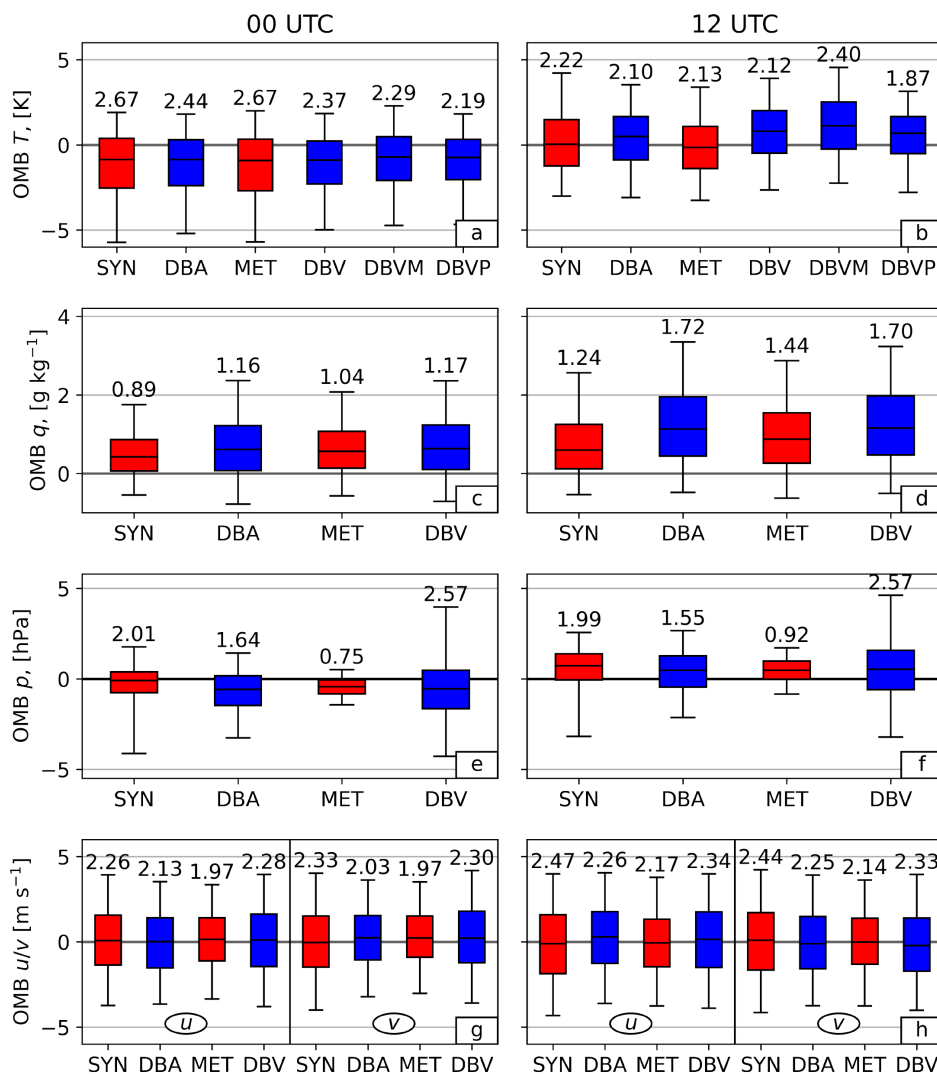 00 UTC 12 UTC
OMB T, [K]
5
0
−5
2.67 2.44 2.67 2.37 2.29 2.19
a
SYN DBA MET DBV DBVM DBVP
2.22 2.10 2.13 2.12 2.40 1.87
b
SYN DBA MET DBV DBVM DBVP
OMB q, [g kg⁻¹]
4
2
0
0.89 1.16 1.04 1.17
c
SYN DBA MET DBV
1.24 1.72 1.44 1.70
d
SYN DBA MET DBV
OMB p, [hPa]
5
0
−5
2.01 1.64 0.75 2.57
e
SYN DBA MET DBV
1.99 1.55 0.92 2.57
f
SYN DBA MET DBV
OMB u/v [m s⁻¹]
5
0
−5
2.26 2.13 1.97 2.28 2.33 2.03 1.97 2.30
u v g
SYN DBA MET DBV SYN DBA MET DBV
2.47 2.26 2.17 2.34 2.44 2.25 2.14 2.33
u v h
SYN DBA MET DBV SYN DBA MET DBV